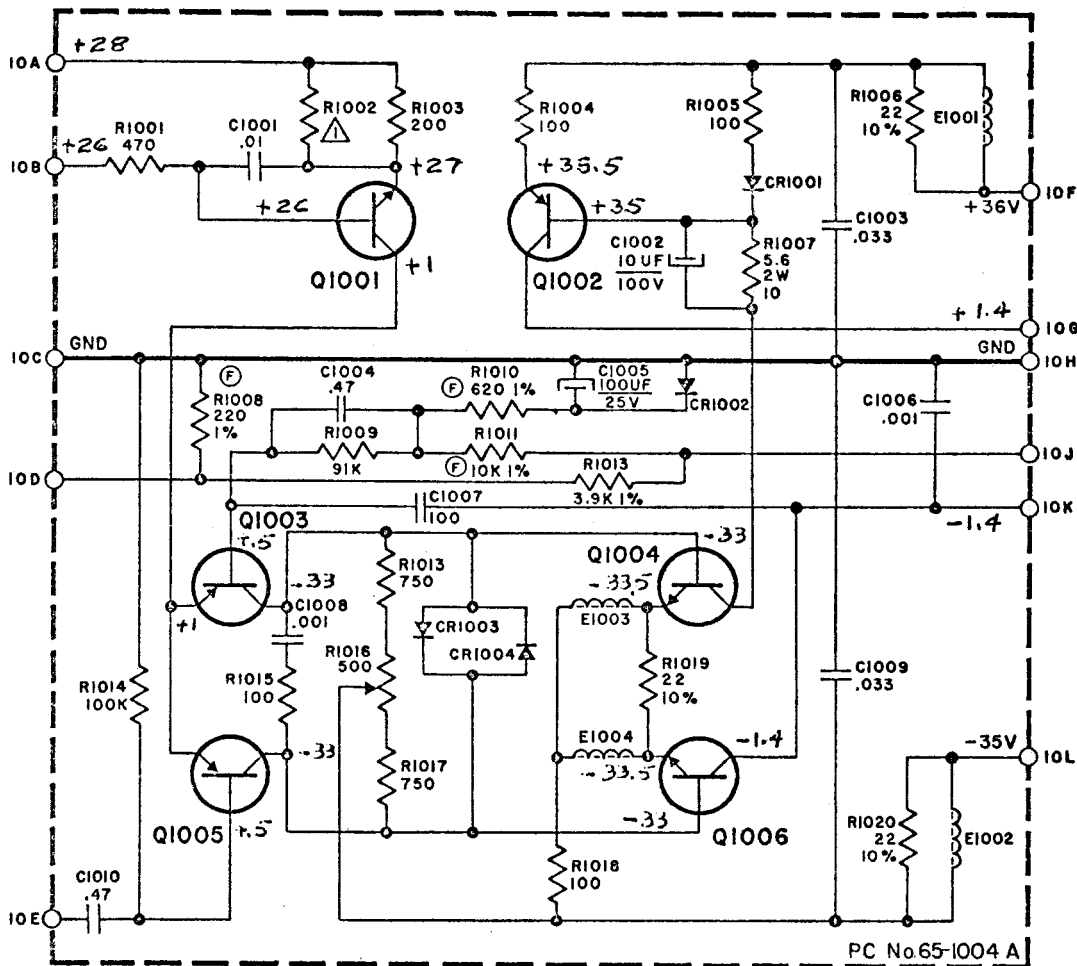 10A
+28
R1002
1
R1003
200
R1001
470
C1001
.01
10B
+26
+27
+26
Q1001
+1
R1004
100
R1005
100
R1006
22
10%
E1001
+35.5
CR1001
+35
C1002
10UF
100V
R1007
5.6
2W
10
Q1002
C1003
.033
10F
+36V
+1.4
10G
10C
GND
GND
10H
F
R1008
220
1%
C1004
.47
R1010
F 620 1%
C1005
100UF
25V
CR1002
C1006
.001
R1009
91K
R1011
F 10K 1%
10J
10D
R1013
3.9K 1%
C1007
100
10K
-1.4
Q1003
+.5
-33
C1008
.001
+1
R1013
750
Q1004
-33
-33.5
E1003
CR1003
CR1004
R1014
100K
R1015
100
R1016
500
R1019
22
10%
C1009
.033
-33
E1004
-33.5
-1.4
-35V
10L
R1017
750
Q1005
+.5
-33
Q1006
R1020
22
10%
E1002
R1018
100
C1010
.47
10E
PC No.65-1004 A